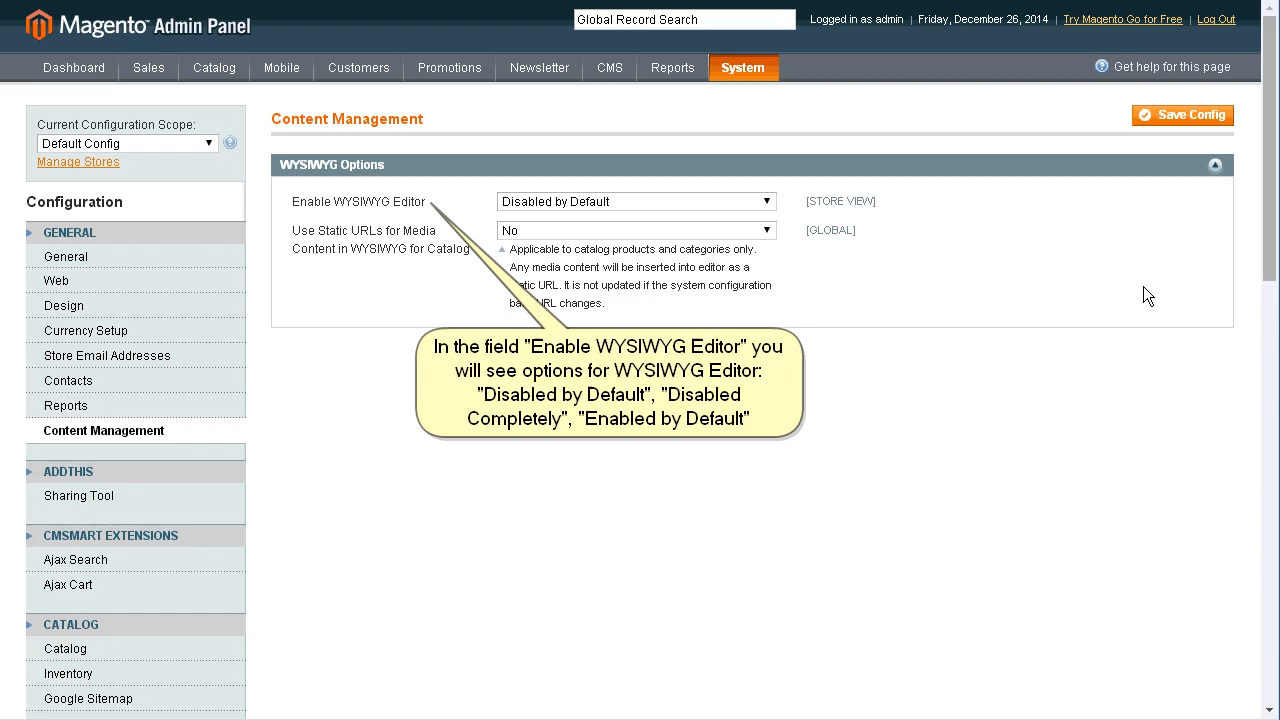 Magento Admin Panel
Global Record Search
Logged in as admin | Friday, December 26, 2014 | Try Magento Go for Free | Log Out
Dashboard Sales Catalog Mobile Customers Promotions Newsletter CMS Reports System
Get help for this page
Current Configuration Scope:
Default Config
Manage Stores
Configuration
GENERAL
General
Web
Design
Currency Setup
Store Email Addresses
Contacts
Reports
Content Management
ADDTHIS
Sharing Tool
CMSMART EXTENSIONS
Ajax Search
Ajax Cart
CATALOG
Catalog
Inventory
Google Sitemap
Content Management
Save Config
WYSIWYG Options
Enable WYSIWYG Editor Disabled by Default [STORE VIEW]
Use Static URLs for Media No [GLOBAL]
Content in WYSIWYG for Catalog
Applicable to catalog products and categories only.
Any media content will be inserted into editor as a
URL. It is not updated if the system configuration
URL changes.
In the field "Enable WYSIWYG Editor" you
will see options for WYSIWYG Editor:
"Disabled by Default", "Disabled
Completely", "Enabled by Default"